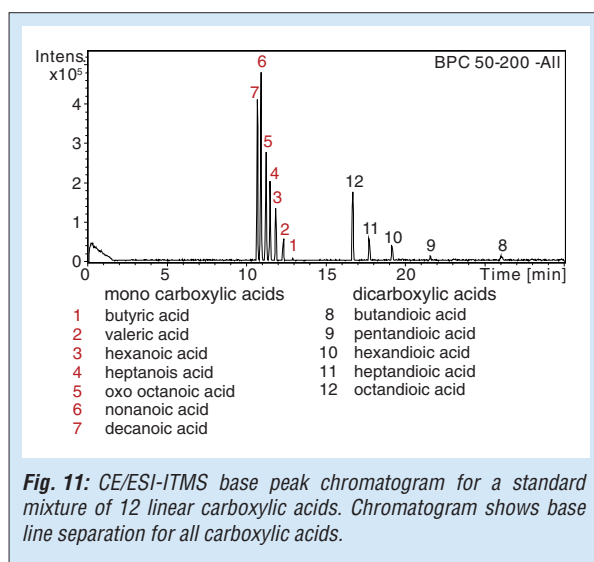 Intens.
x10⁵
BPC 50-200 -All
6
7
5
4
3
2
1
12
11
10
9
8
4
3
2
1
0
0 5 10 15 20 Time [min]
mono carboxylic acids
1 butyric acid
2 valeric acid
3 hexanoic acid
4 heptanois acid
5 oxo octanoic acid
6 nonanoic acid
7 decanoic acid
dicarboxylic acids
8 butandioic acid
9 pentandioic acid
10 hexandioic acid
11 heptandioic acid
12 octandioic acid
Fig. 11: CE/ESI-ITMS base peak chromatogram for a standard
mixture of 12 linear carboxylic acids. Chromatogram shows base
line separation for all carboxylic acids.